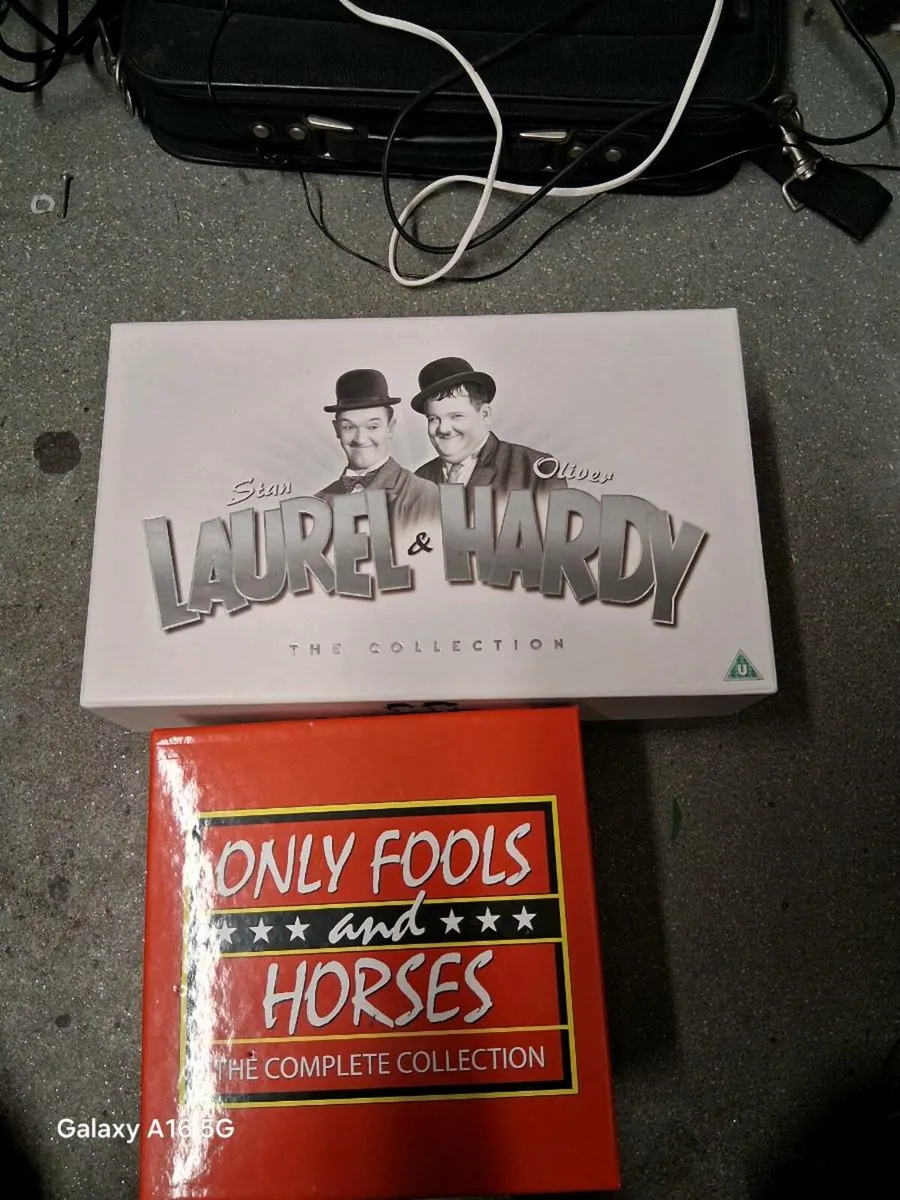 Stan Oliver
LAUREL & HARDY
THE COLLECTION
U
ONLY FOOLS
and
HORSES
THE COMPLETE COLLECTION
Galaxy A16 5G